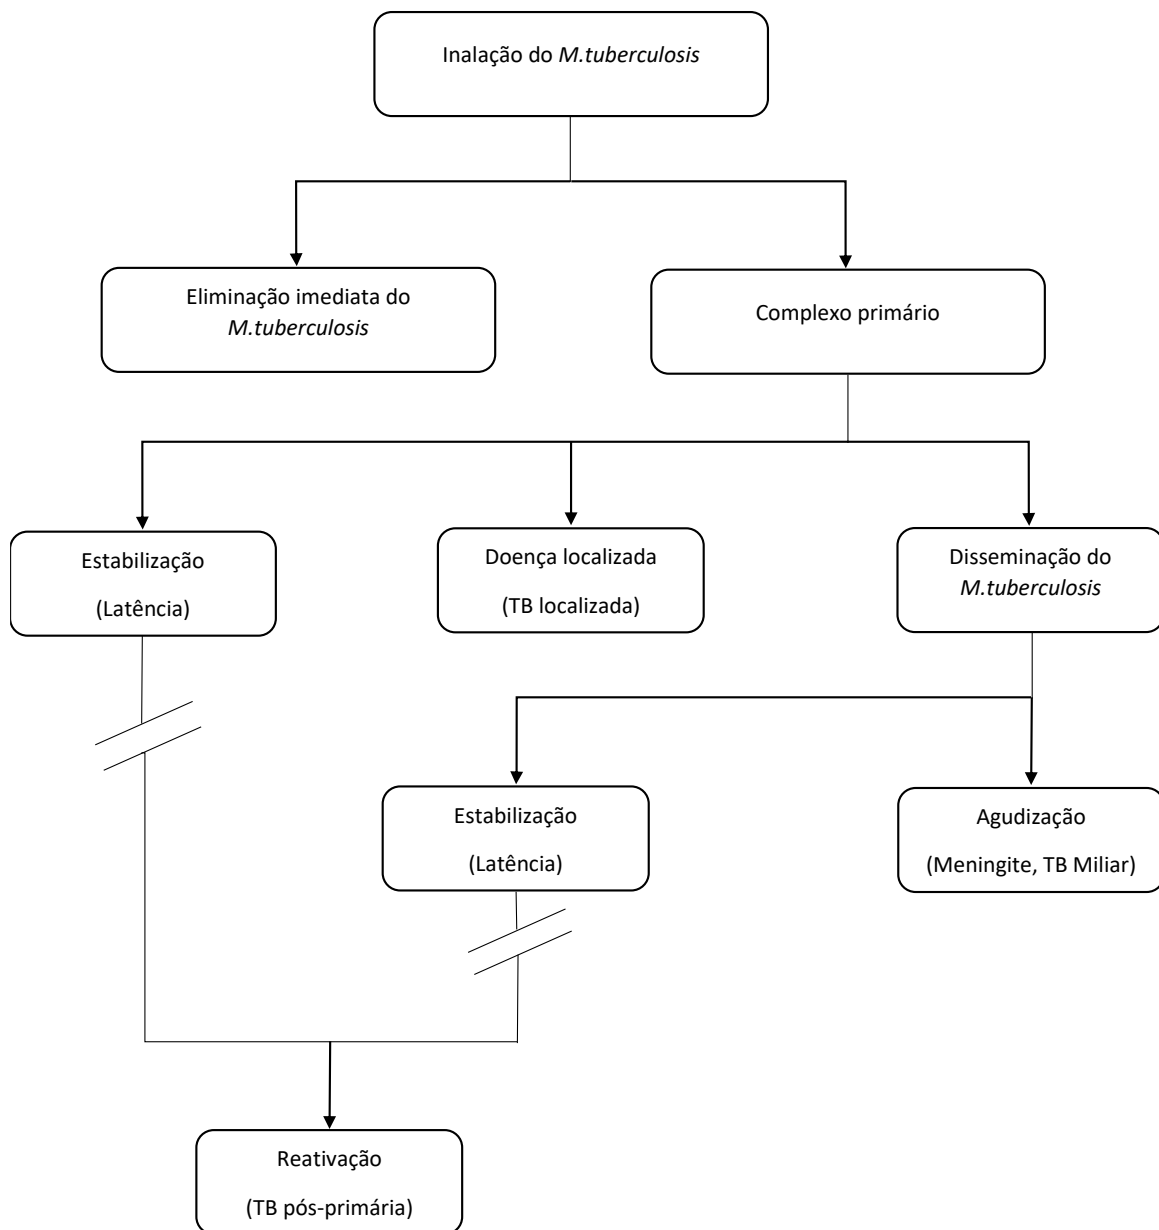 Inalação do M.tuberculosis
Eliminação imediata do
M.tuberculosis
Complexo primário
Estabilização
(Latência)
Doença localizada
(TB localizada)
Disseminação do
M.tuberculosis
Estabilização
(Latência)
Agudização
(Meningite, TB Miliar)
Reativação
(TB pós-primária)